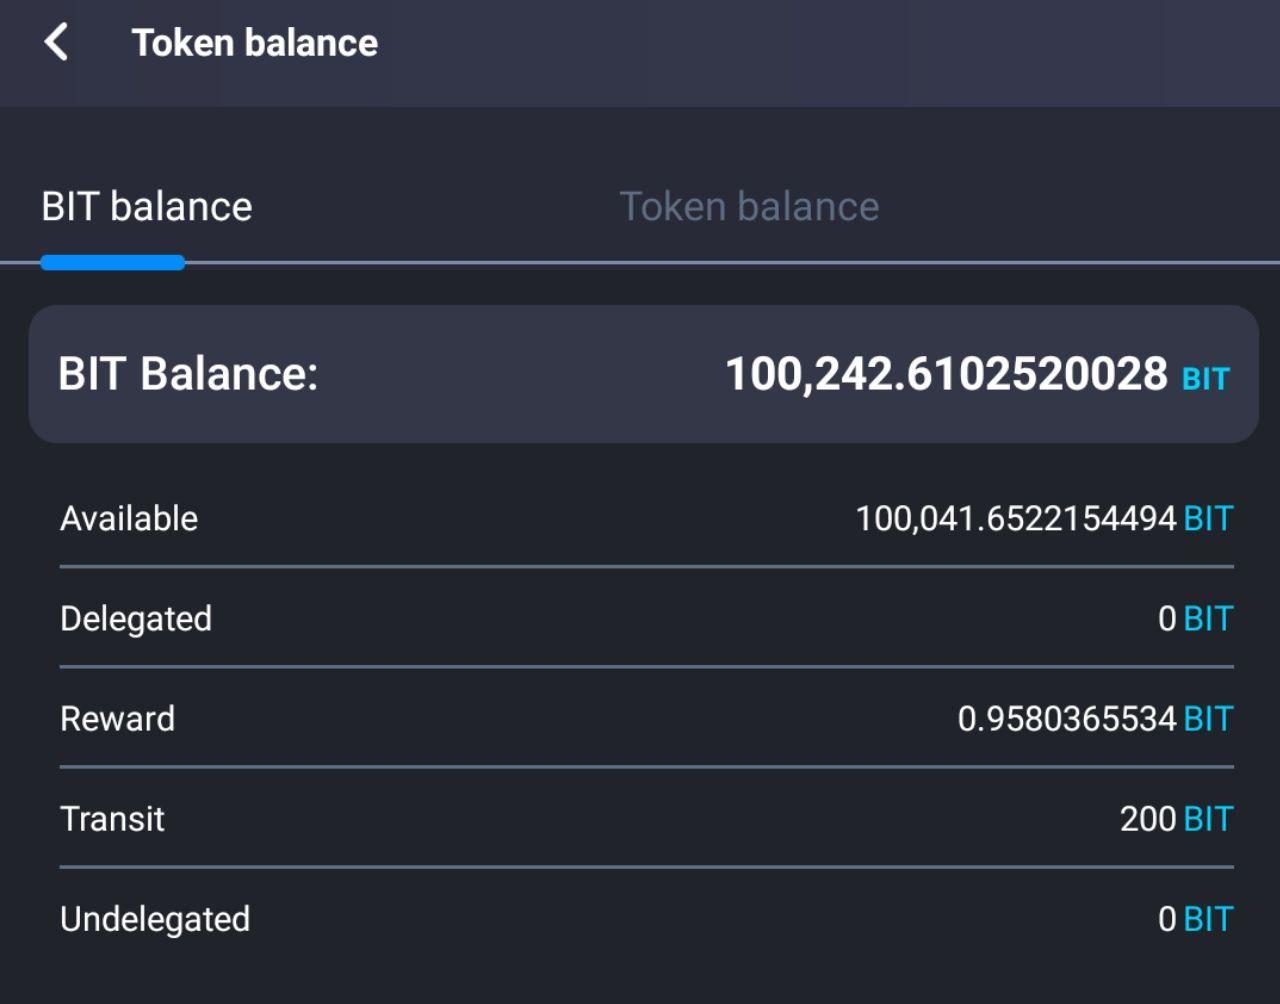 Token balance
BIT balance Token balance
BIT Balance: 100,242.6102520028 BIT
Available 100,041.6522154494 BIT
Delegated 0 BIT
Reward 0.9580365534 BIT
Transit 200 BIT
Undelegated 0 BIT